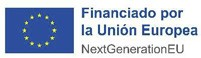 Financiado por
la Unión Europea
NextGenerationEU